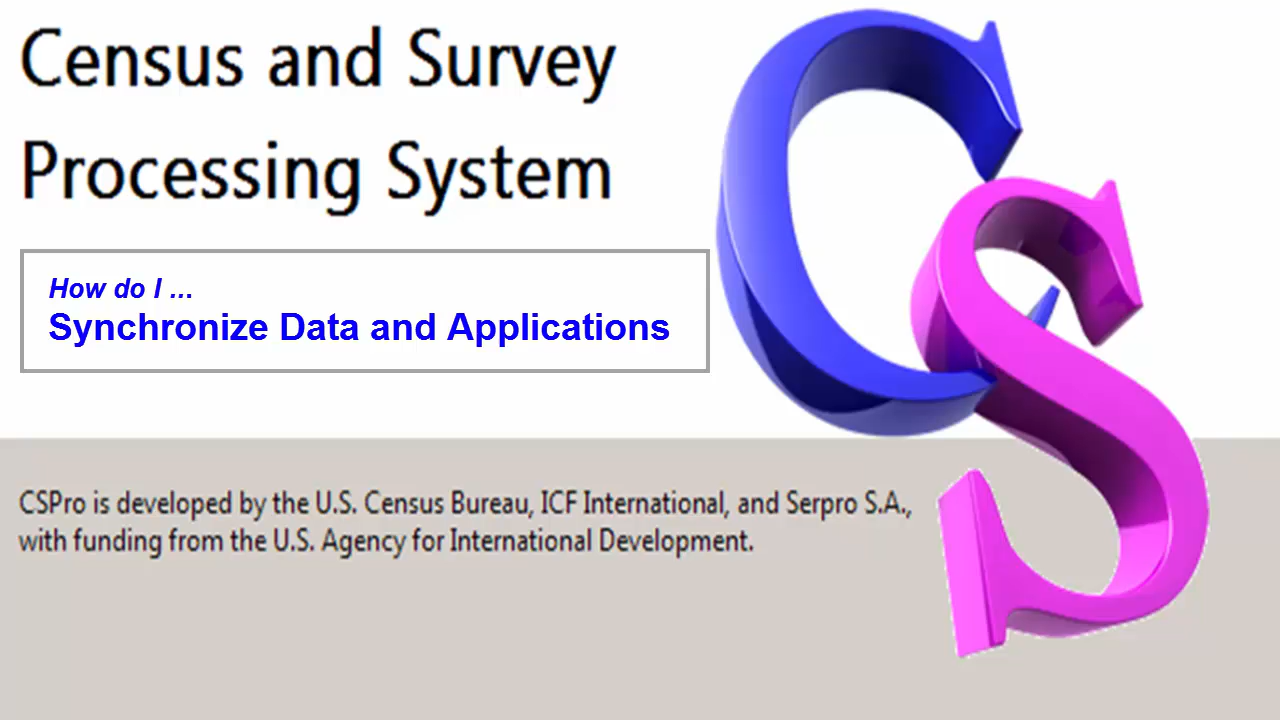 Census and Survey
Processing System
How do I ...
Synchronize Data and Applications
CSPro is developed by the U.S. Census Bureau, ICF International, and Serpro S.A.,
with funding from the U.S. Agency for International Development.
CS